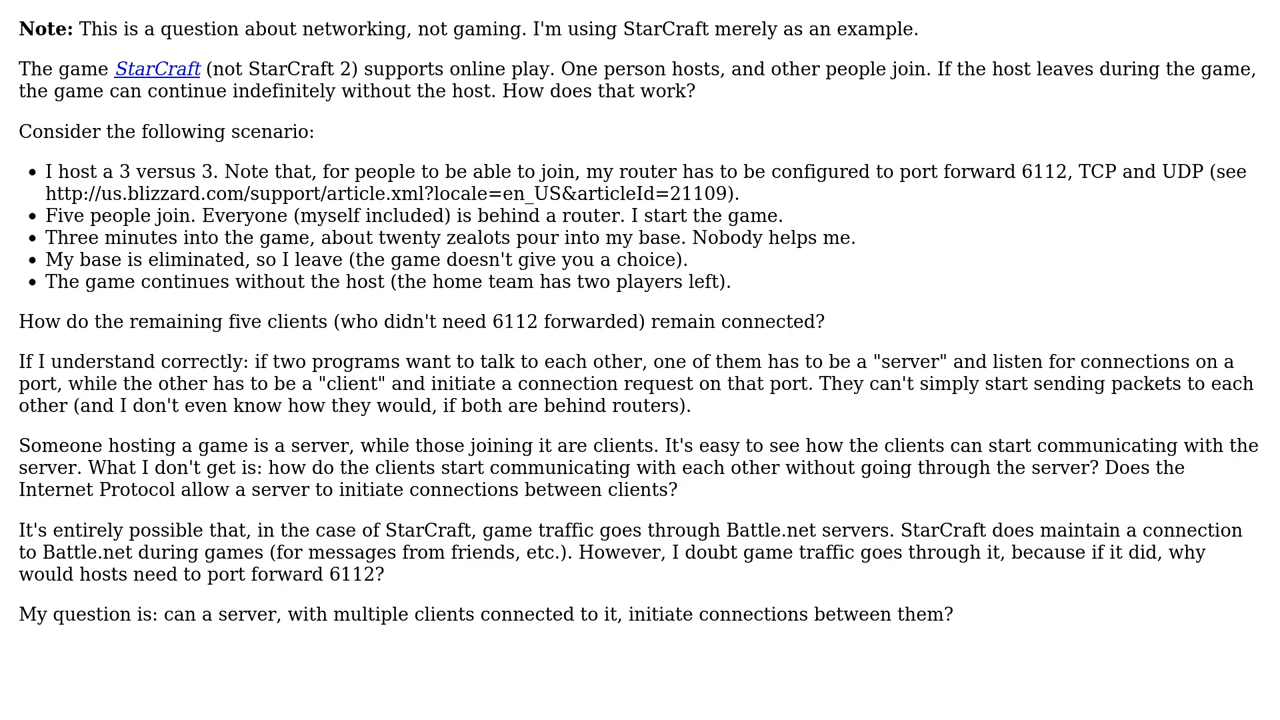 Note: This is a question about networking, not gaming. I'm using StarCraft merely as an example.
The game StarCraft (not StarCraft 2) supports online play. One person hosts, and other people join. If the host leaves during the game,
the game can continue indefinitely without the host. How does that work?
Consider the following scenario:
• I host a 3 versus 3. Note that, for people to be able to join, my router has to be configured to port forward 6112, TCP and UDP (see
http://us.blizzard.com/support/article.xml?locale=en_US&articleId=21109).
• Five people join. Everyone (myself included) is behind a router. I start the game.
• Three minutes into the game, about twenty zealots pour into my base. Nobody helps me.
• My base is eliminated, so I leave (the game doesn't give you a choice).
• The game continues without the host (the home team has two players left).
How do the remaining five clients (who didn't need 6112 forwarded) remain connected?
If I understand correctly: if two programs want to talk to each other, one of them has to be a "server" and listen for connections on a
port, while the other has to be a "client" and initiate a connection request on that port. They can't simply start sending packets to each
other (and I don't even know how they would, if both are behind routers).
Someone hosting a game is a server, while those joining it are clients. It's easy to see how the clients can start communicating with the
server. What I don't get is: how do the clients start communicating with each other without going through the server? Does the
Internet Protocol allow a server to initiate connections between clients?
It's entirely possible that, in the case of StarCraft, game traffic goes through Battle.net servers. StarCraft does maintain a connection
to Battle.net during games (for messages from friends, etc.). However, I doubt game traffic goes through it, because if it did, why
would hosts need to port forward 6112?
My question is: can a server, with multiple clients connected to it, initiate connections between them?